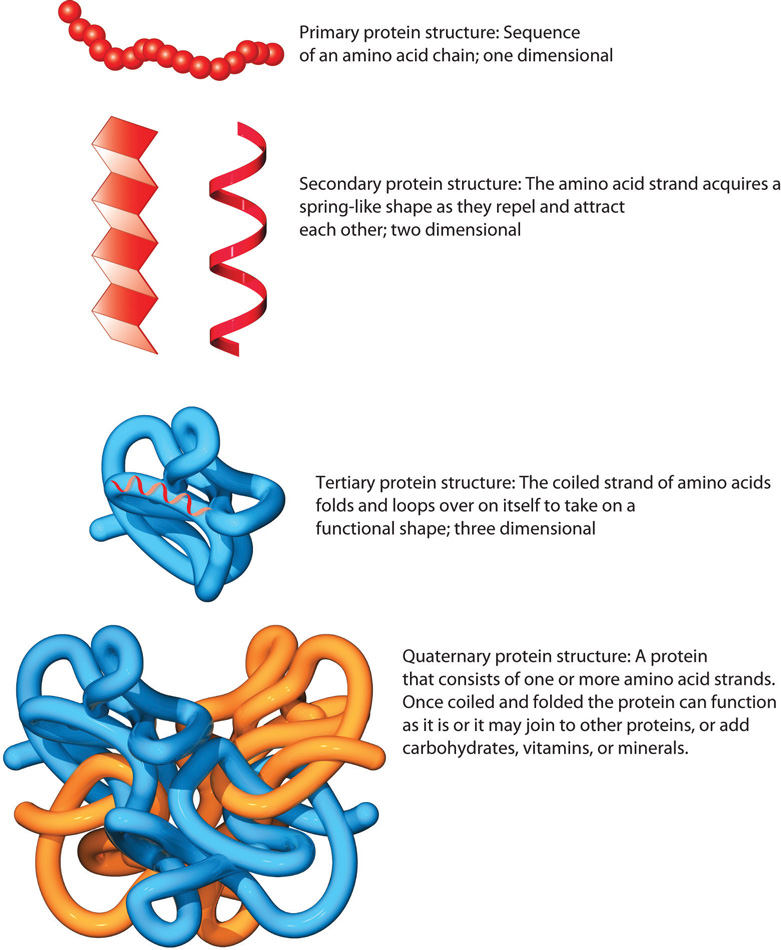 Primary protein structure: Sequence
of an amino acid chain; one dimensional
Secondary protein structure: The amino acid strand acquires a
spring-like shape as they repel and attract
each other; two dimensional
Tertiary protein structure: The coiled strand of amino acids
folds and loops over on itself to take on a
functional shape; three dimensional
Quaternary protein structure: A protein
that consists of one or more amino acid strands.
Once coiled and folded the protein can function
as it is or it may join to other proteins, or add
carbohydrates, vitamins, or minerals.